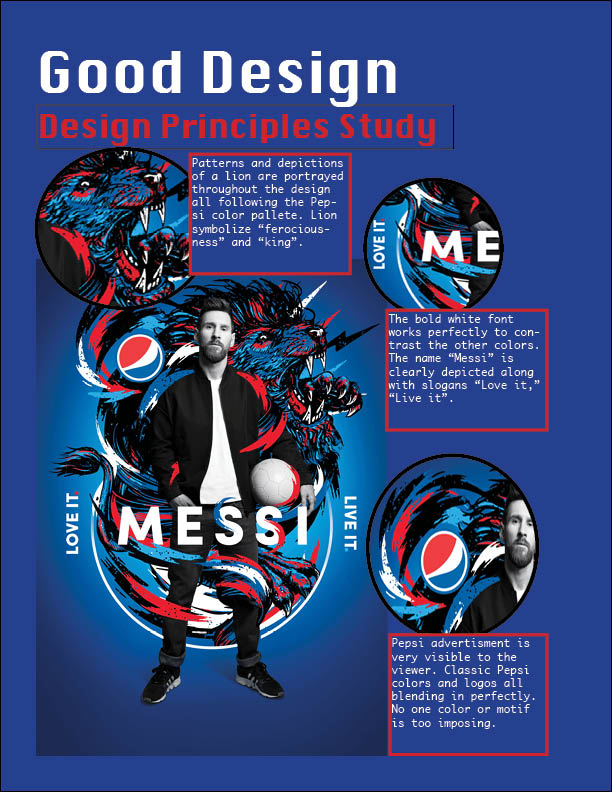 Good Design
Design Principles Study
Patterns and depictions
of a lion are portrayed
throughout the design
all following the Pep-
si color pallete. Lion
symbolize “ferocious-
ness” and “king”.
LOVE IT
ME
The bold white font
works perfectly to con-
trast the other colors.
The name “Messi” is
clearly depicted along
with slogans “Love it,”
“Live it”.
LOVE IT.
MESSI
LIVE IT.
Pepsi advertisment is
very visible to the
viewer. Classic Pepsi
colors and logos all
blending in perfectly.
No one color or motif
is too imposing.